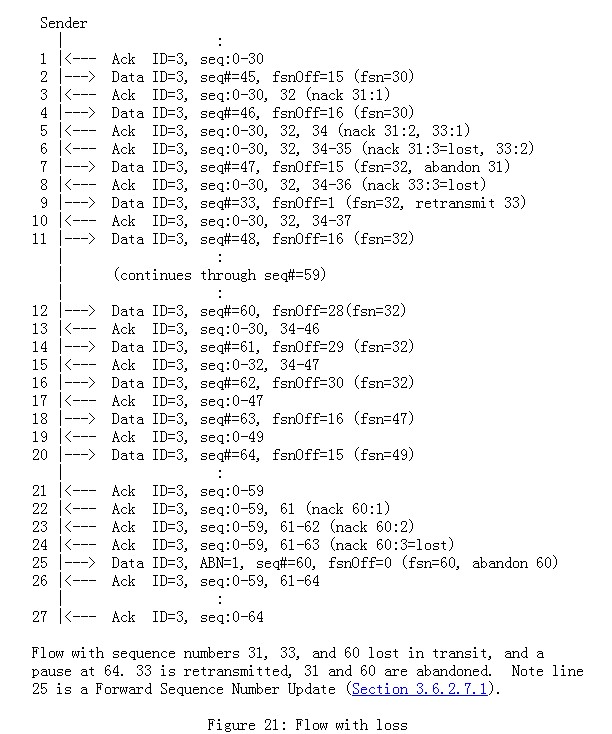 Sender
  |                    :
1 |<---  Ack  ID=3, seq:0-30
2 |--->  Data ID=3, seq#=45, fsnOff=15 (fsn=30)
3 |<---  Ack  ID=3, seq:0-30, 32 (nack 31:1)
4 |--->  Data ID=3, seq#=46, fsnOff=16 (fsn=30)
5 |<---  Ack  ID=3, seq:0-30, 32, 34 (nack 31:2, 33:1)
6 |<---  Ack  ID=3, seq:0-30, 32, 34-35 (nack 31:3=lost, 33:2)
7 |--->  Data ID=3, seq#=47, fsnOff=15 (fsn=32, abandon 31)
8 |<---  Ack  ID=3, seq:0-30, 32, 34-36 (nack 33:3=lost)
9 |--->  Data ID=3, seq#=33, fsnOff=1 (fsn=32, retransmit 33)
10 |<---  Ack  ID=3, seq:0-30, 32, 34-37
11 |--->  Data ID=3, seq#=48, fsnOff=16 (fsn=32)
  |                    :
  |      (continues through seq#=59)
  |                    :
12 |--->  Data ID=3, seq#=60, fsnOff=28(fsn=32)
13 |<---  Ack  ID=3, seq:0-30, 34-46
14 |--->  Data ID=3, seq#=61, fsnOff=29 (fsn=32)
15 |<---  Ack  ID=3, seq:0-32, 34-47
16 |--->  Data ID=3, seq#=62, fsnOff=30 (fsn=32)
17 |<---  Ack  ID=3, seq:0-47
18 |--->  Data ID=3, seq#=63, fsnOff=16 (fsn=47)
19 |<---  Ack  ID=3, seq:0-49
20 |--->  Data ID=3, seq#=64, fsnOff=15 (fsn=49)
  |                    :
21 |<---  Ack  ID=3, seq:0-59
22 |<---  Ack  ID=3, seq:0-59, 61 (nack 60:1)
23 |<---  Ack  ID=3, seq:0-59, 61-62 (nack 60:2)
24 |<---  Ack  ID=3, seq:0-59, 61-63 (nack 60:3=lost)
25 |--->  Data ID=3, ABN=1, seq#=60, fsnOff=0 (fsn=60, abandon 60)
26 |<---  Ack  ID=3, seq:0-59, 61-64
  |                    :
27 |<---  Ack  ID=3, seq:0-64
Flow with sequence numbers 31, 33, and 60 lost in transit, and a
pause at 64. 33 is retransmitted, 31 and 60 are abandoned.  Note line
25 is a Forward Sequence Number Update (Section 3.6.2.7.1).
Figure 21: Flow with loss